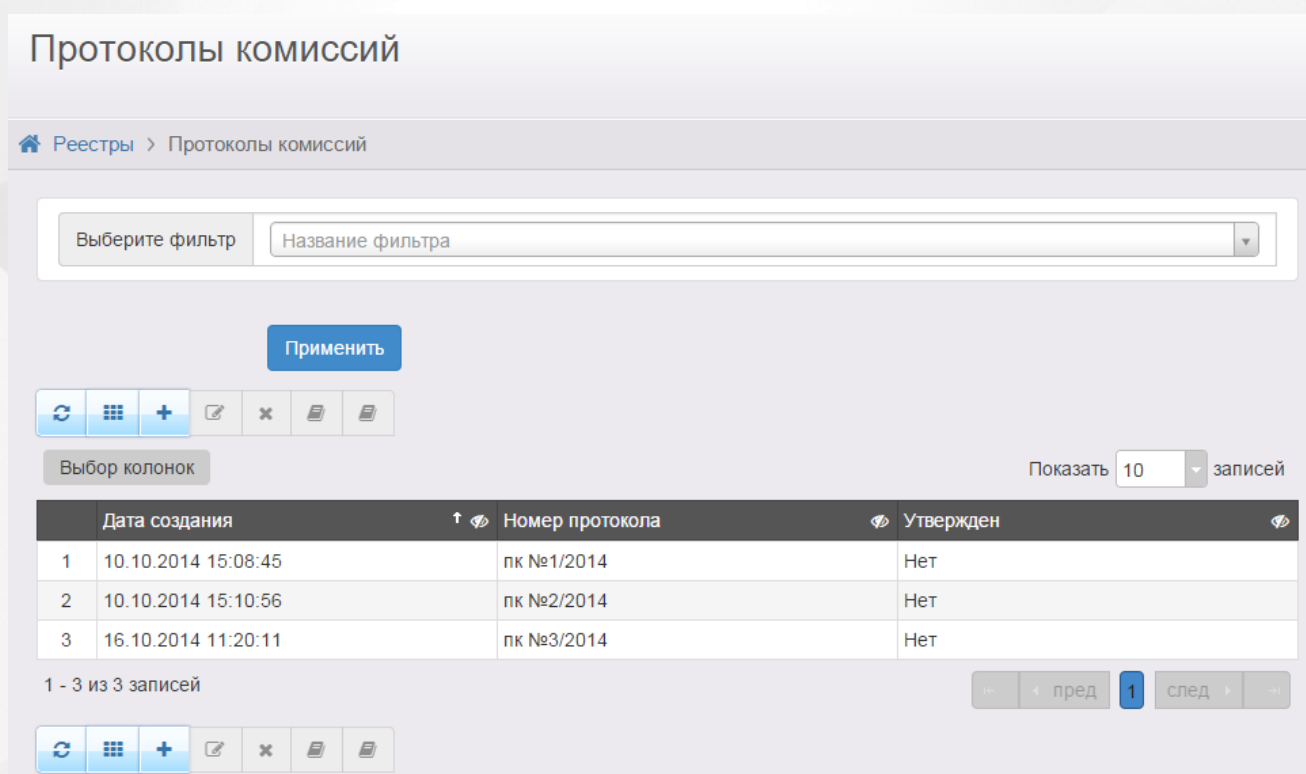 Протоколы комиссий
Реестры > Протоколы комиссий
Выберите фильтр Название фильтра
Применить
Выбор колонок Показать 10 записей
Дата создания Номер протокола Утвержден
1 10.10.2014 15:08:45 пк №1/2014 Нет
2 10.10.2014 15:10:56 пк №2/2014 Нет
3 16.10.2014 11:20:11 пк №3/2014 Нет
1 - 3 из 3 записей пред 1 след